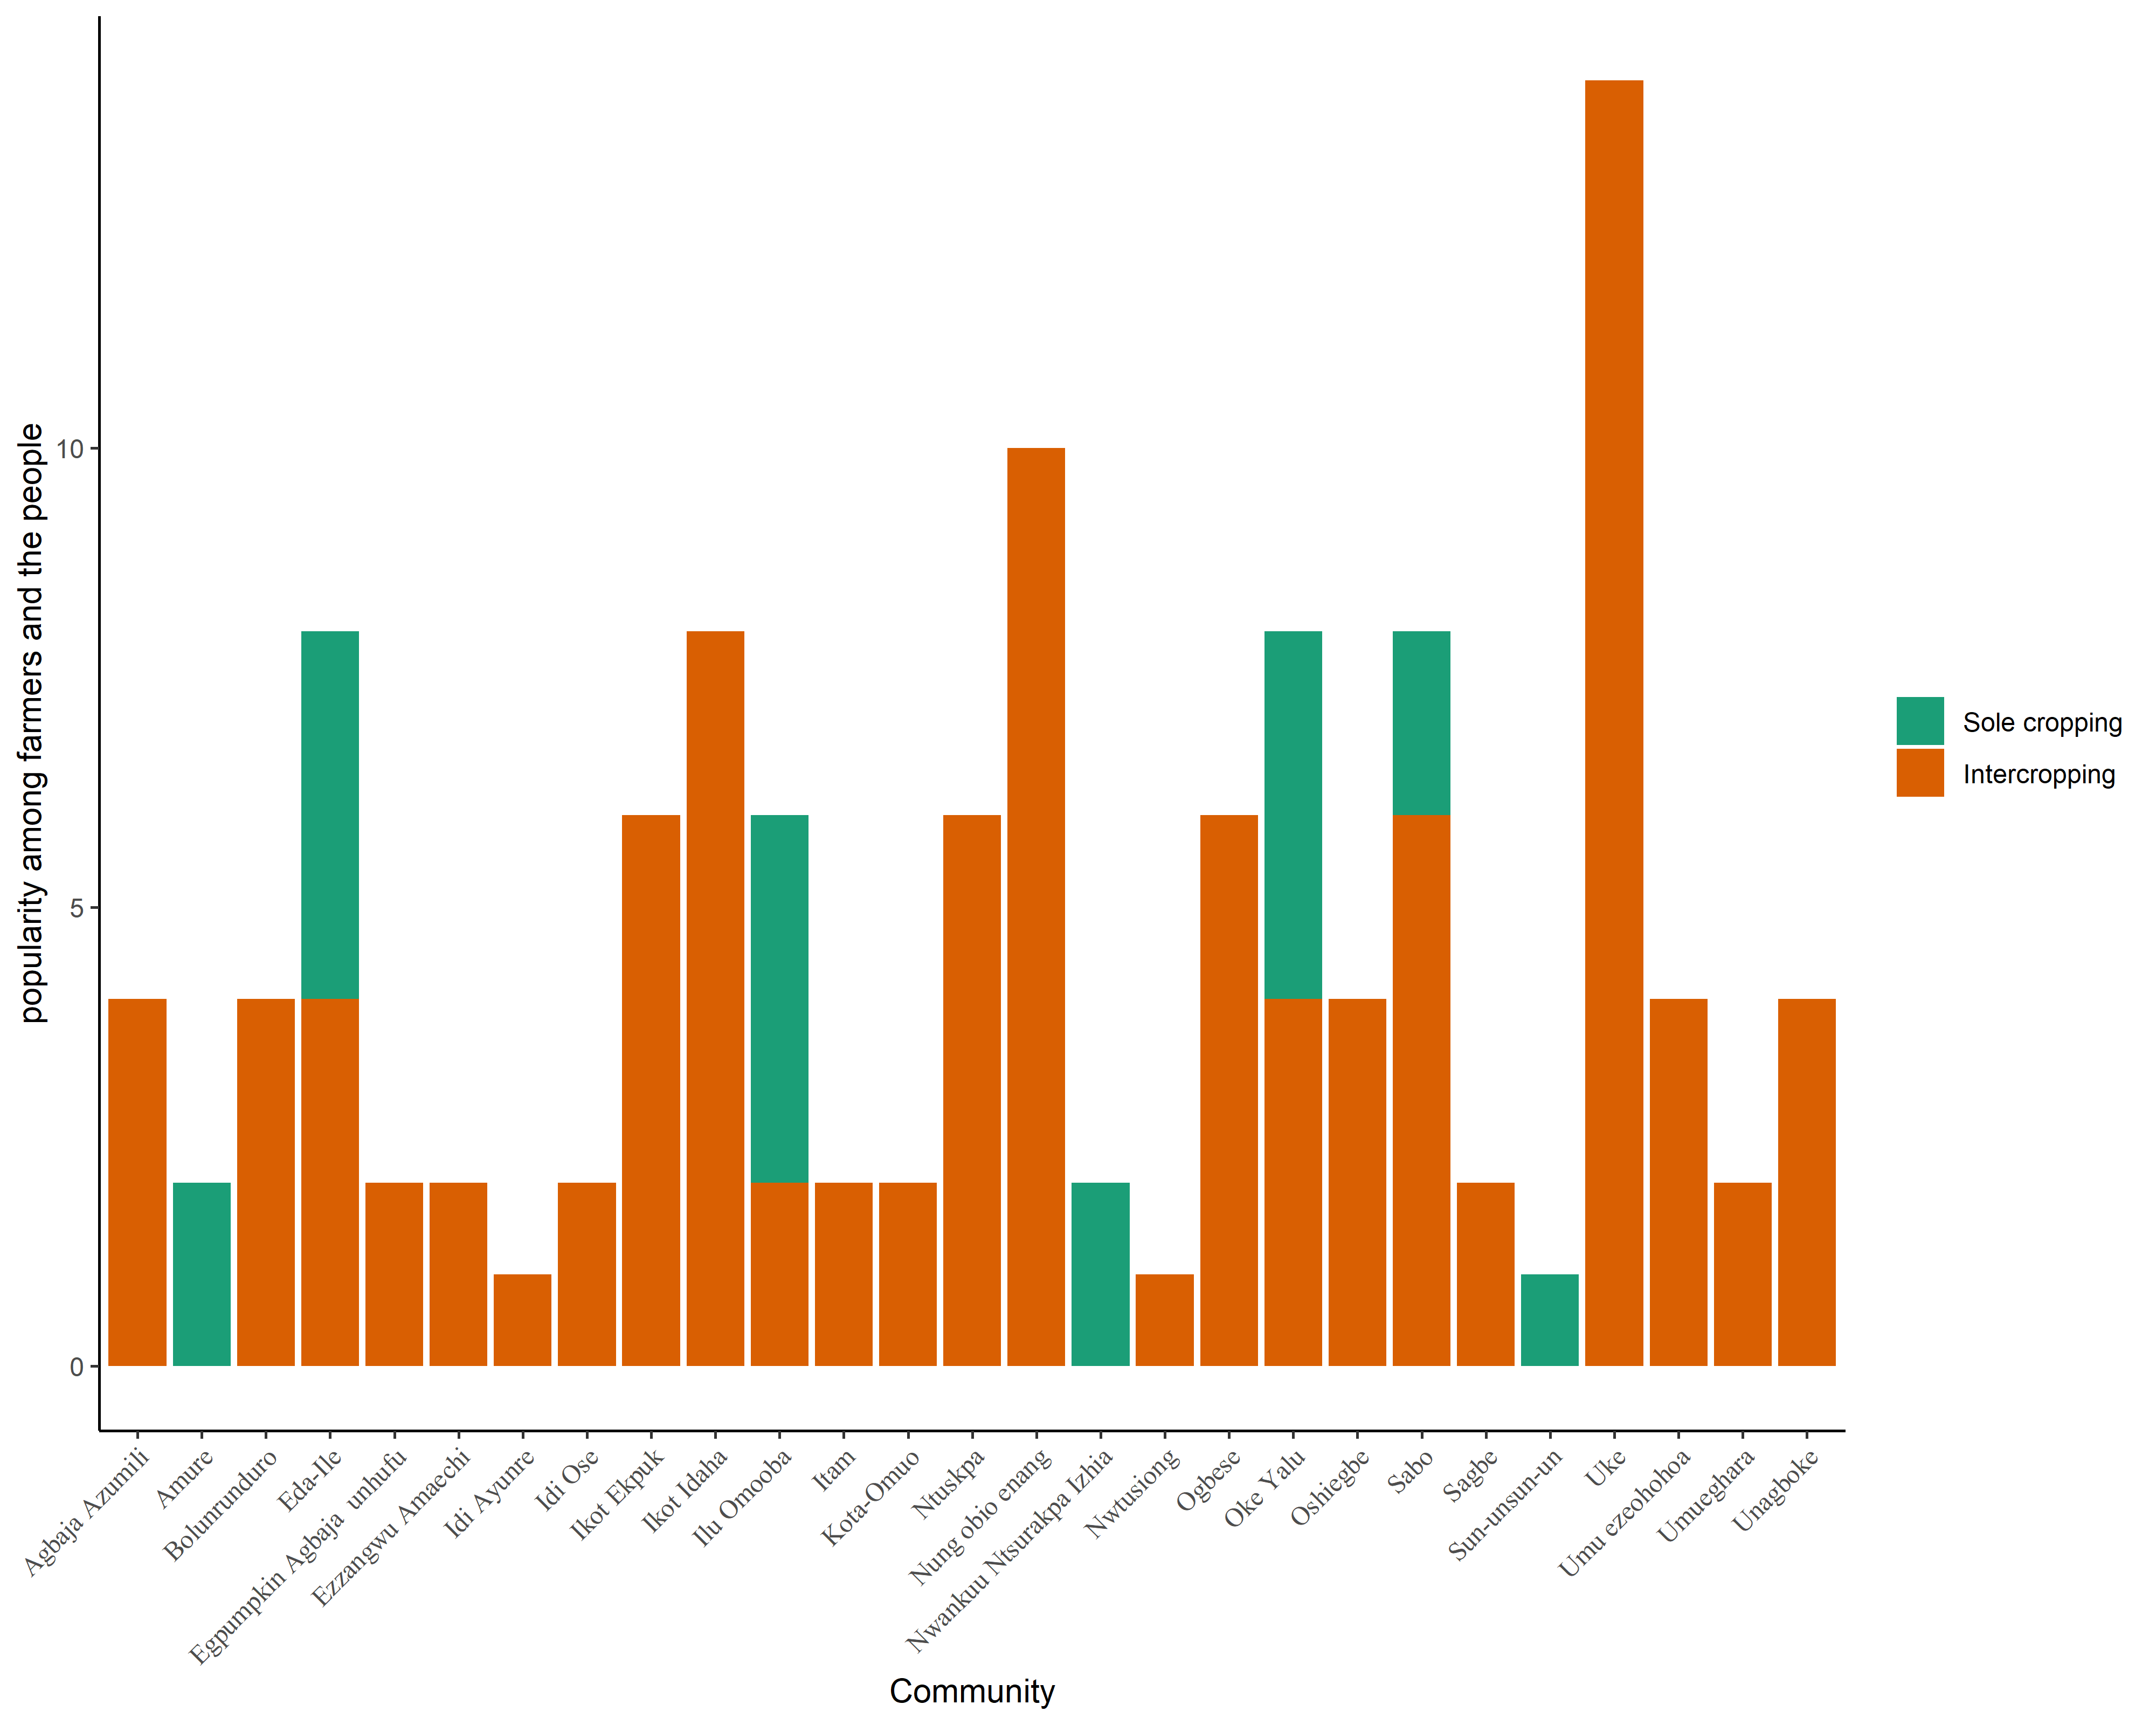 popularity among farmers and the people
10
5
0
Agbaja Azumili
Amure
Bolunrunduro
Eda-Ile
Egpumpkin Agbaja  unhufu
Ezzangwu Amaechi
Idi Ayunre
Idi Ose
Ikot Ekpuk
Ikot Idaha
Ilu Omooba
Itam
Kota-Omuo
Ntuskpa
Nung obio enang
Nwankuu Ntsurakpa Izhia
Nwtusiong
Ogbese
Oke Yalu
Oshiegbe
Sabo
Sagbe
Sun-unsun-un
Uke
Umu ezeohohoa
Umueghara
Unagboke
Community
Sole cropping
Intercropping